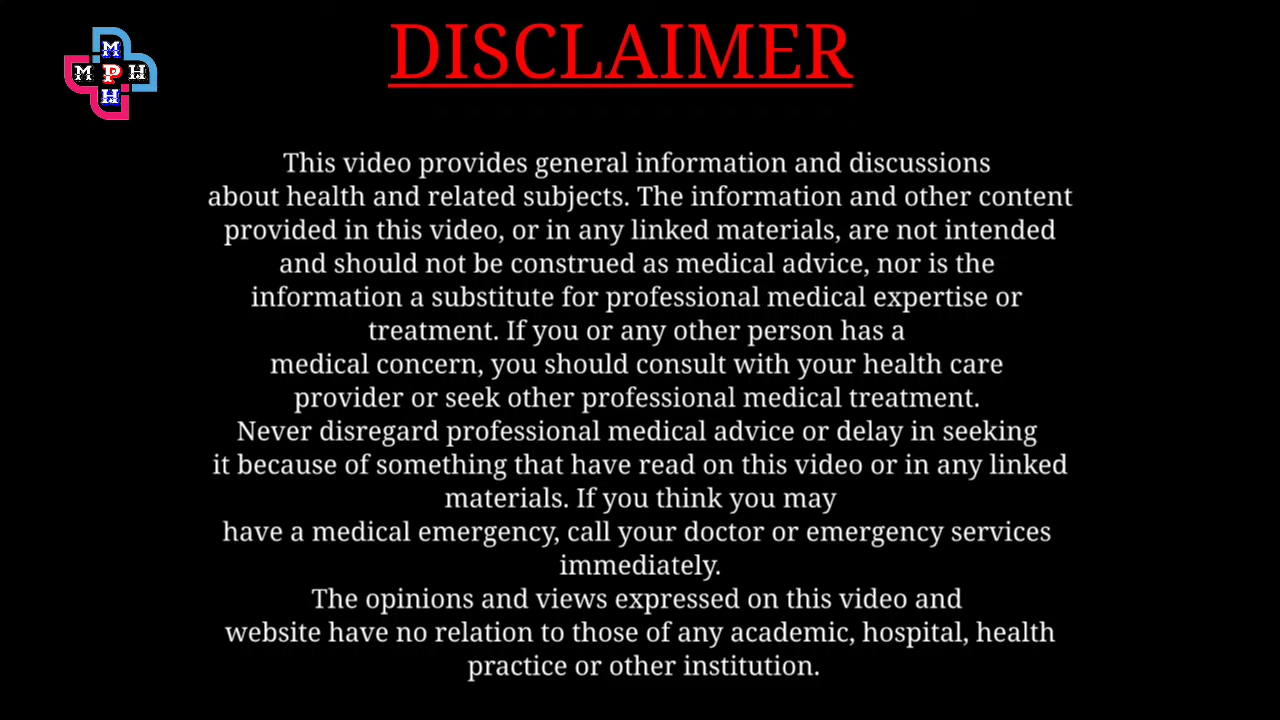 M
M P H
H
DISCLAIMER
This video provides general information and discussions
about health and related subjects. The information and other content
provided in this video, or in any linked materials, are not intended
and should not be construed as medical advice, nor is the
information a substitute for professional medical expertise or
treatment. If you or any other person has a
medical concern, you should consult with your health care
provider or seek other professional medical treatment.
Never disregard professional medical advice or delay in seeking
it because of something that have read on this video or in any linked
materials. If you think you may
have a medical emergency, call your doctor or emergency services
immediately.
The opinions and views expressed on this video and
website have no relation to those of any academic, hospital, health
practice or other institution.